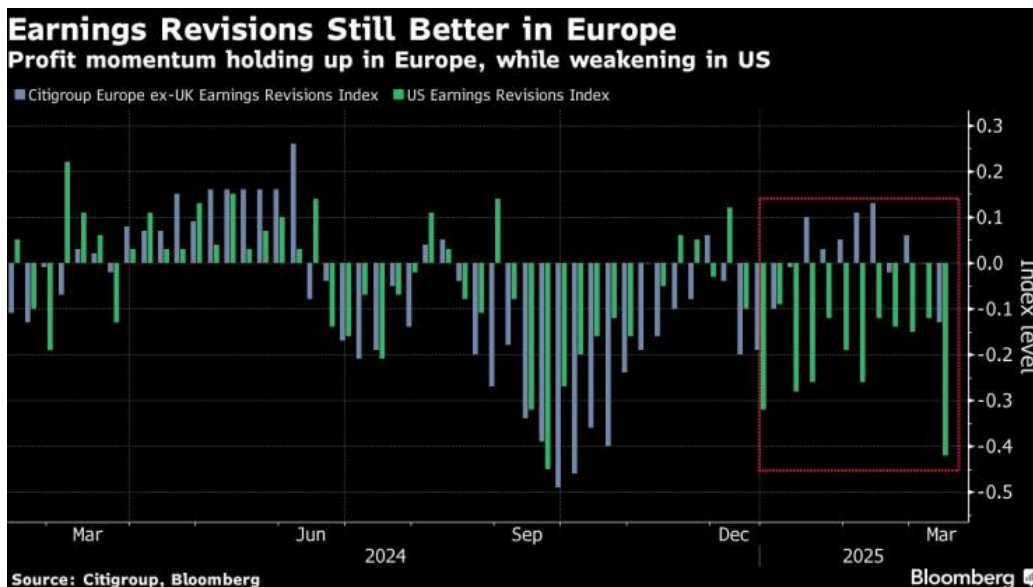 Earnings Revisions Still Better in Europe
Profit momentum holding up in Europe, while weakening in US
Citigroup Europe ex-UK Earnings Revisions Index US Earnings Revisions Index
0.3
0.2
0.1
0.0
-0.1
-0.2
-0.3
-0.4
-0.5
Index level
Mar Jun Sep Dec Mar
2024 2025
Source: Citigroup, Bloomberg
Bloomberg